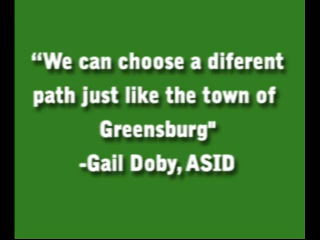 “We can choose a diferent
path just like the town of
Greensburg"
-Gail Doby, ASID